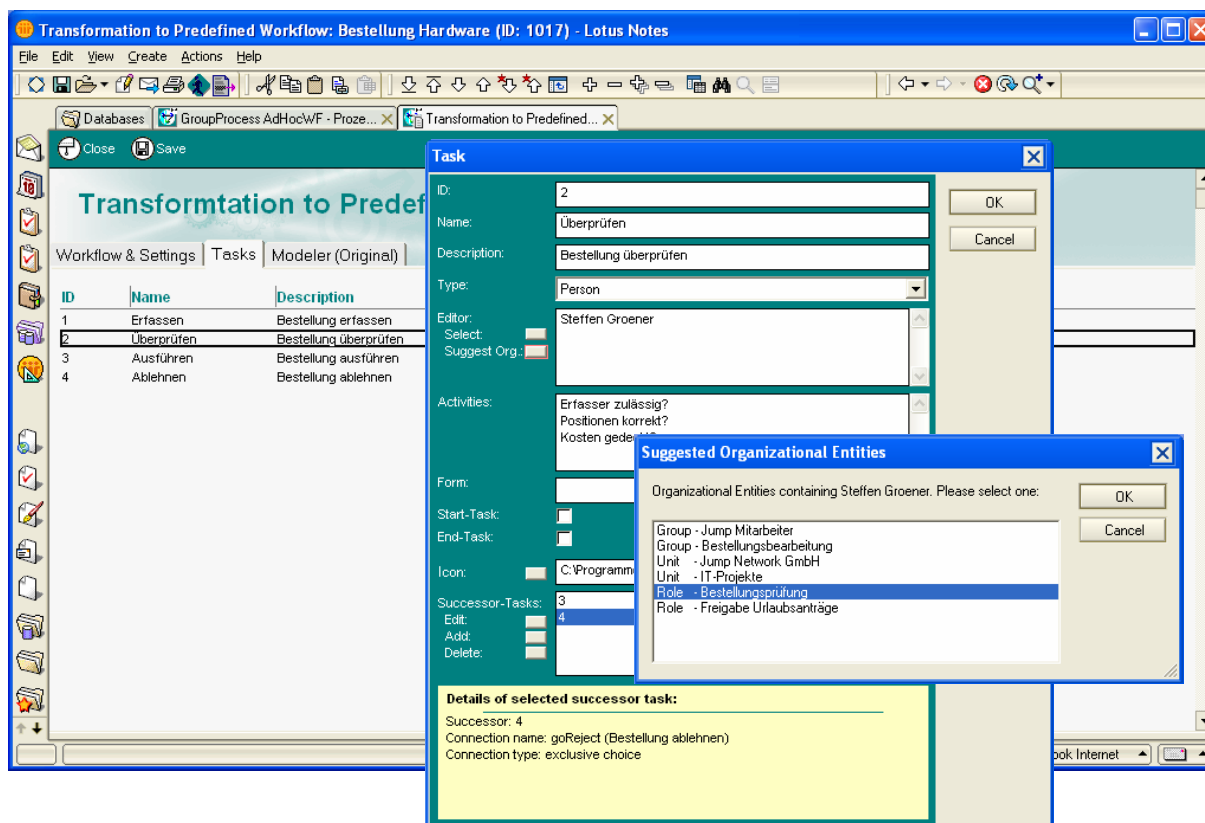 Transformation to Predefined Workflow: Bestellung Hardware (ID: 1017) - Lotus Notes
File Edit View Create Actions Help
Databases GroupProcess AdHocWF - Proze... Transformation to Predefined...
Close Save
Transformtation to Predef
Workflow & Settings Tasks Modeler (Original)
ID Name Description
1 Erfassen Bestellung erfassen
2 Überprüfen Bestellung überprüfen
3 Ausführen Bestellung ausführen
4 Ablehnen Bestellung ablehnen
Task
ID: 2
OK
Name: Überprüfen
Cancel
Description: Bestellung überprüfen
Type: Person
Editor: Steffen Groener
Select:
Suggest Org.:
Activities: Erfasser zulässig?
Positionen korrekt?
Kosten
Form:
Start-Task:
End-Task:
Icon: C:\Programm
Successor-Tasks: 3
Edit: 4
Add:
Delete:
Details of selected successor task:
Successor: 4
Connection name: goReject (Bestellung ablehnen)
Connection type: exclusive choice
Suggested Organizational Entities
Organizational Entities containing Steffen Groener. Please select one:
OK
Cancel
Group - Jump Mitarbeiter
Group - Bestellungsbearbeitung
Unit - Jump Network GmbH
Unit - IT-Projekte
Role - Bestellungsprüfung
Role - Freigabe Urlaubsanträge
Internet